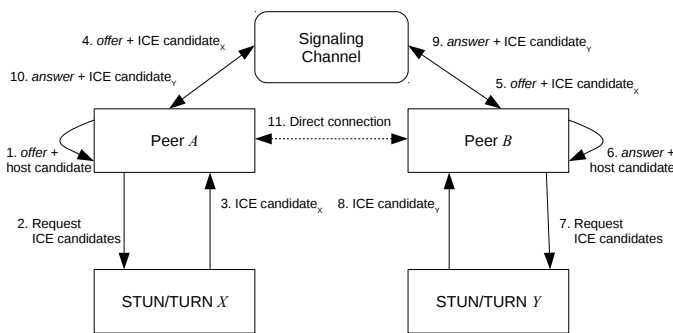 4. offer + ICE candidateX
Signaling
Channel
9. answer + ICE candidateY
10. answer + ICE candidateY
5. offer + ICE candidateX
11. Direct connection
Peer A
Peer B
1. offer +
host candidate
6. answer +
host candidate
3. ICE candidateX
8. ICE candidateY
2. Request
ICE candidates
7. Request
ICE candidates
STUN/TURN X
STUN/TURN Y